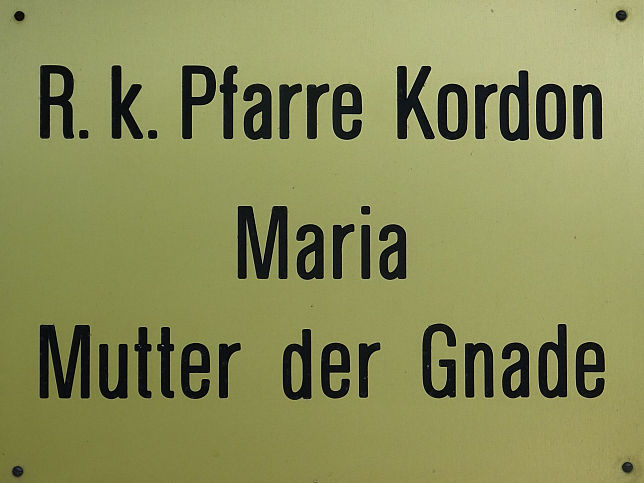 R. k. Pfarre Kordon
Maria
Mutter der Gnade